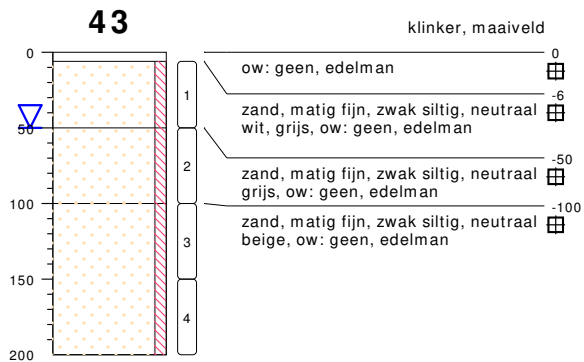 43
klinker, maaiveld
0
0
ow: geen, edelman
-6
1
zand, matig fijn, zwak siltig, neutraal
wit, grijs, ow: geen, edelman
50
-50
2
zand, matig fijn, zwak siltig, neutraal
grijs, ow: geen, edelman
100
-100
zand, matig fijn, zwak siltig, neutraal
beige, ow: geen, edelman
3
150
4
200